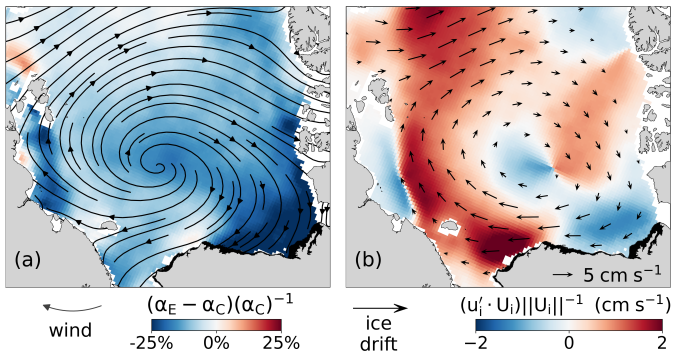 (a)
(b)
5 cm s⁻¹
wind
(α_E − α_C)(α_C)⁻¹
-25% 0% 25%
ice
drift
(u′_i · U_i)||U_i||⁻¹ (cm s⁻¹)
−2 0 2